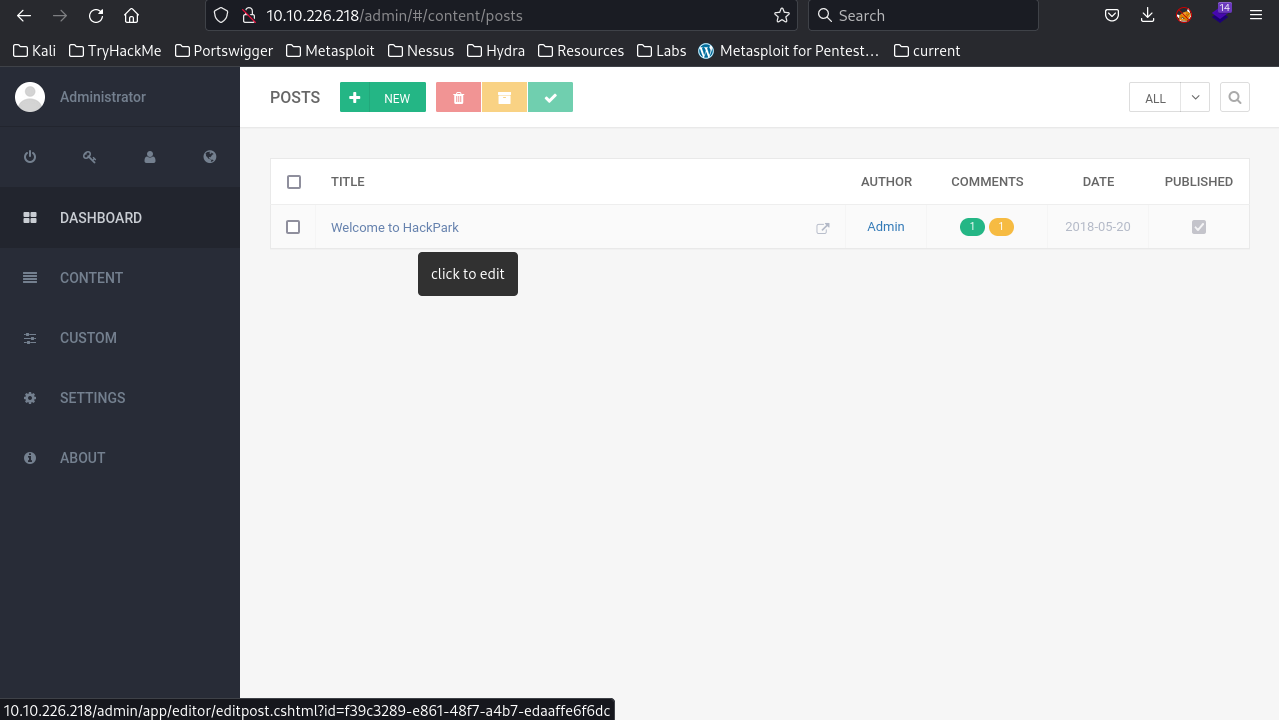 10.10.226.218/admin/#/content/posts
Search
14
Kali TryHackMe Portswigger Metasploit Nessus Hydra Resources Labs Metasploit for Pentest… current
Administrator
POSTS NEW ALL
DASHBOARD
CONTENT
CUSTOM
SETTINGS
ABOUT
TITLE AUTHOR COMMENTS DATE PUBLISHED
Welcome to HackPark Admin 1 1 2018-05-20
click to edit
10.10.226.218/admin/app/editor/editpost.cshtml?id=f39c3289-e861-48f7-a4b7-edaaffe6f6dc